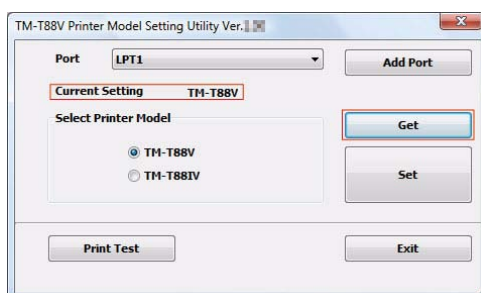 TM-T88V Printer Model Setting Utility Ver.
Port LPT1 Add Port
Current Setting TM-T88V
Select Printer Model Get
TM-T88V
TM-T88IV Set
Print Test Exit